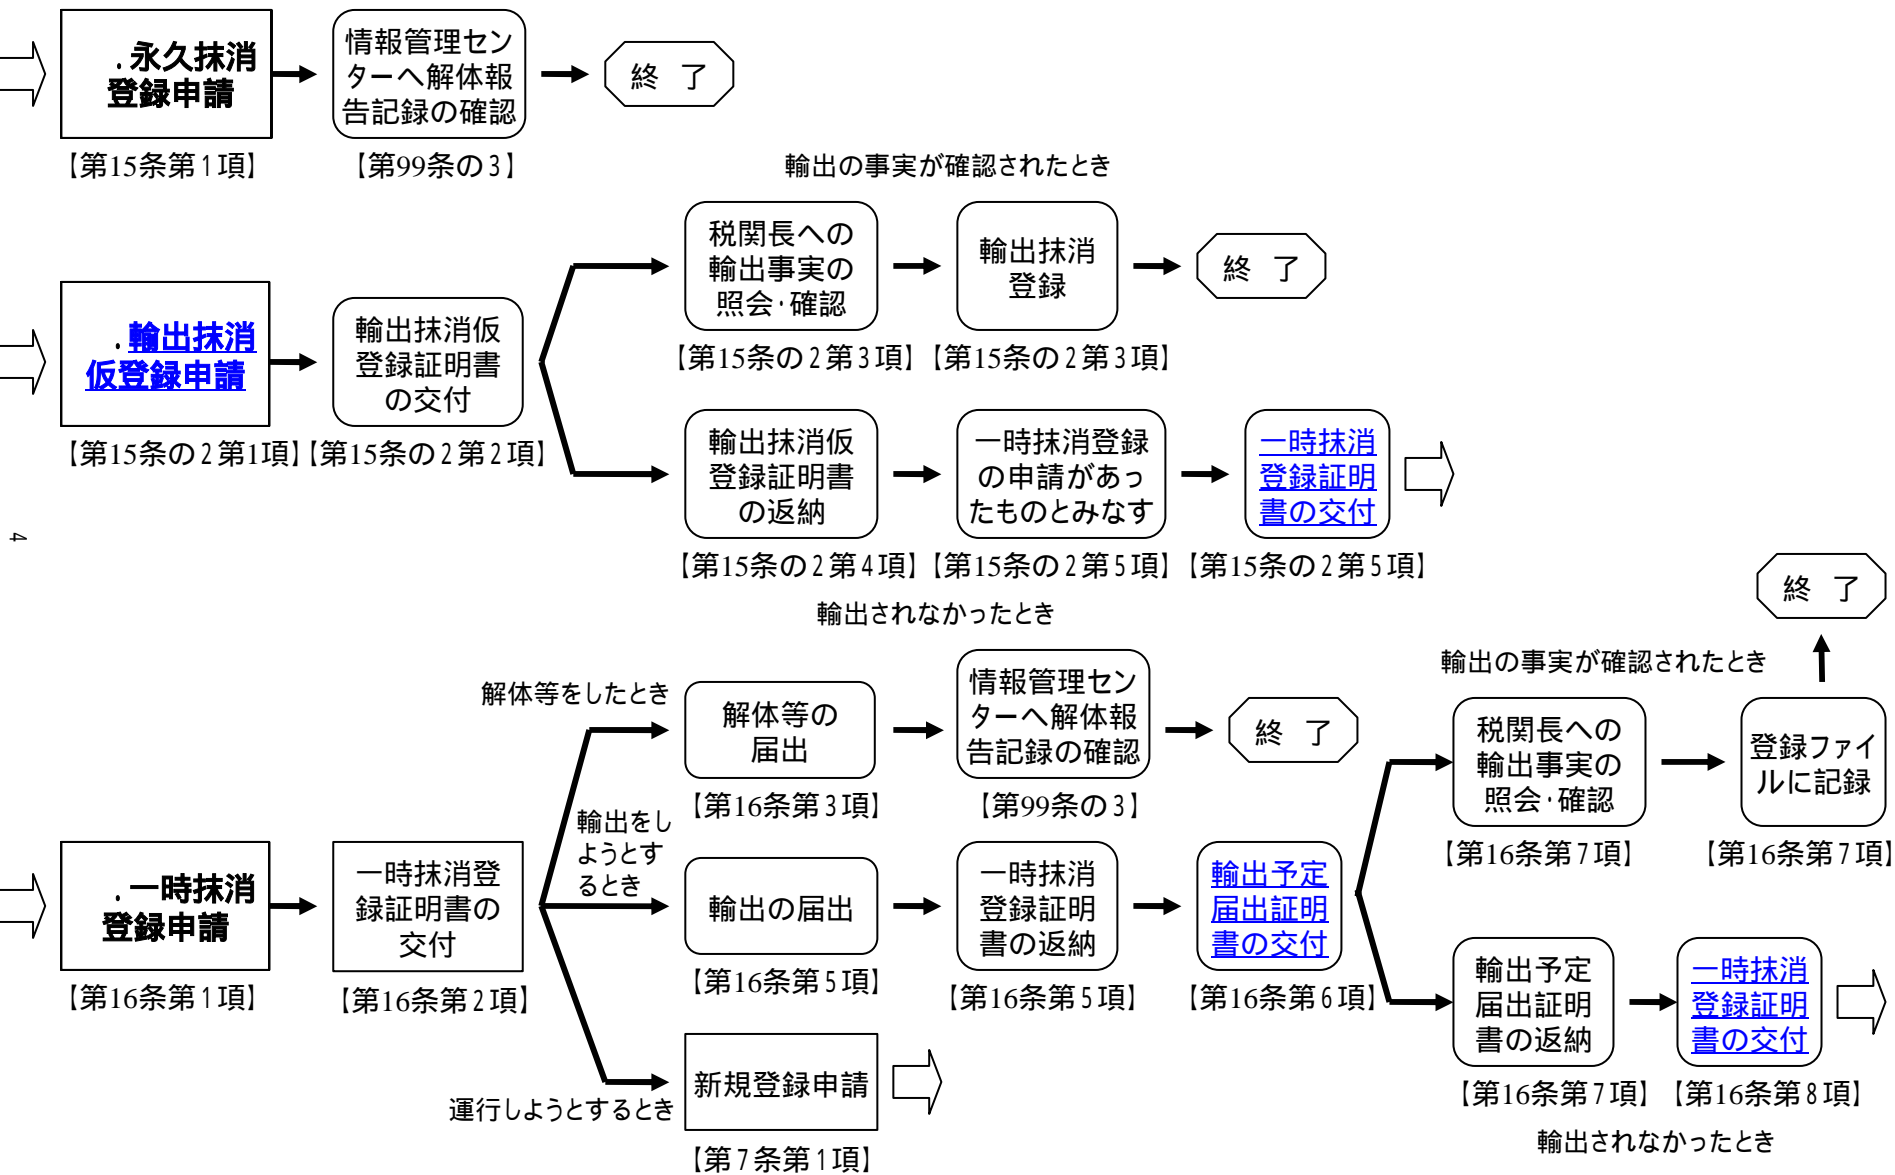 .永久抹消
登録申請
【第15条第1項】
情報管理セン
ターへ解体報
告記録の確認
【第99条の3】
終 了
輸出の事実が確認されたとき
.輸出抹消
仮登録申請
【第15条の2第1項】
輸出抹消仮
登録証明書
の交付
【第15条の2第2項】
税関長への
輸出事実の
照会・確認
【第15条の2第3項】
輸出抹消
登録
【第15条の2第3項】
終 了
輸出抹消仮
登録証明書
の返納
【第15条の2第4項】
一時抹消登録
の申請があっ
たものとみなす
【第15条の2第5項】
一時抹消
登録証明
書の交付
【第15条の2第5項】
輸出されなかったとき
4
.一時抹消
登録申請
【第16条第1項】
一時抹消登
録証明書の
交付
【第16条第2項】
解体等をしたとき
解体等の
届出
【第16条第3項】
情報管理セン
ターへ解体報
告記録の確認
【第99条の3】
終 了
輸出をし
ようとす
るとき
輸出の届出
【第16条第5項】
一時抹消
登録証明
書の返納
【第16条第5項】
輸出予定
届出証明
書の交付
【第16条第6項】
輸出の事実が確認されたとき
税関長への
輸出事実の
照会・確認
【第16条第7項】
登録ファイ
ルに記録
【第16条第7項】
終 了
輸出予定
届出証明
書の返納
【第16条第7項】
一時抹消
登録証明
書の交付
【第16条第8項】
輸出されなかったとき
運行しようとするとき
新規登録申請
【第7条第1項】